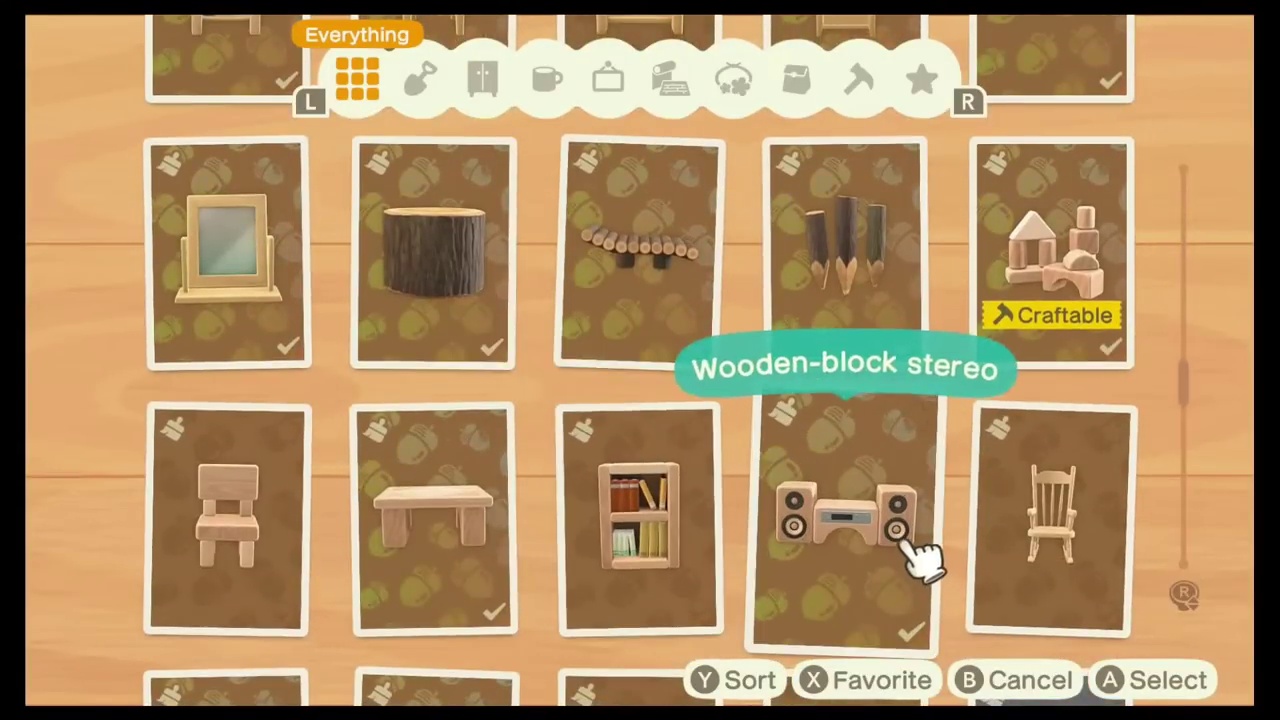 Everything
L
R
Craftable
Wooden-block stereo
R
Y Sort X Favorite B Cancel A Select